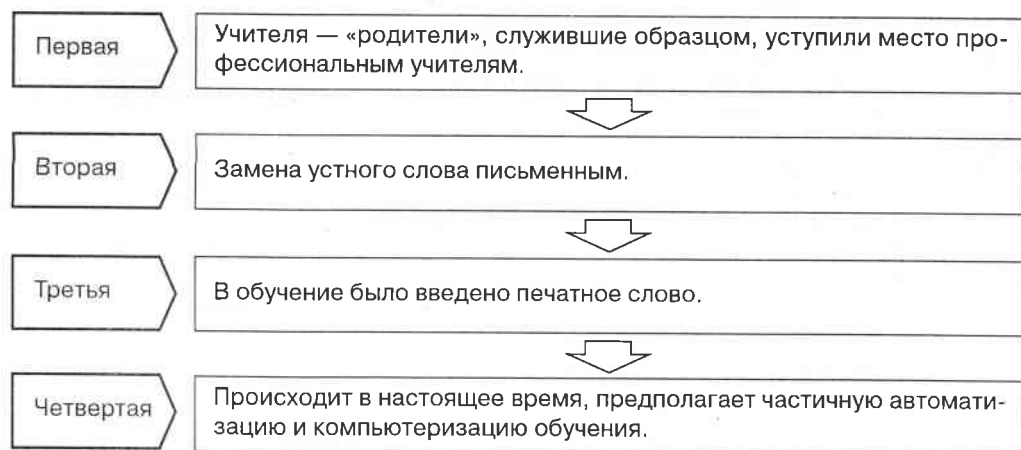 Первая
Учителя — «родители», служившие образцом, уступили место про-
фессиональным учителям.
Вторая
Замена устного слова письменным.
Третья
В обучение было введено печатное слово.
Четвертая
Происходит в настоящее время, предполагает частичную автомати-
зацию и компьютеризацию обучения.